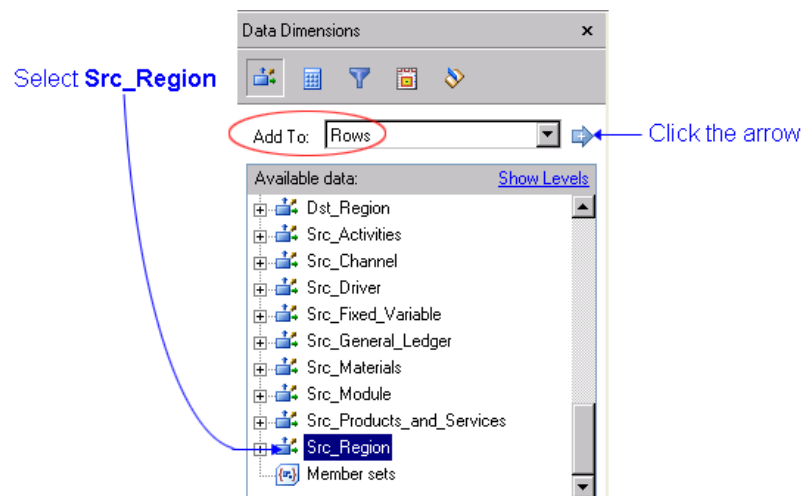 Data Dimensions x
Select Src_Region
Add To: Rows
Click the arrow
Available data: Show Levels
Dst_Region
Src_Activities
Src_Channel
Src_Driver
Src_Fixed_Variable
Src_General_Ledger
Src_Materials
Src_Module
Src_Products_and_Services
Src_Region
Member sets